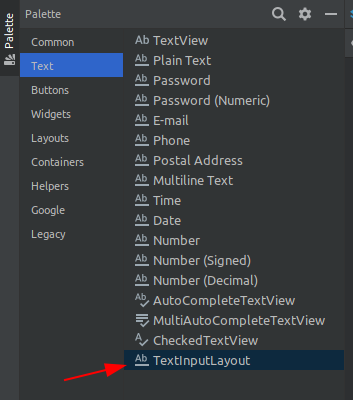 Palette
Palette
Common
Text
Buttons
Widgets
Layouts
Containers
Helpers
Google
Legacy
Ab TextView
Ab Plain Text
Ab Password
Ab Password (Numeric)
Ab E-mail
Ab Phone
Ab Postal Address
Ab Multiline Text
Ab Time
Ab Date
Ab Number
Ab Number (Signed)
Ab Number (Decimal)
Ab AutoCompleteTextView
MultiAutoCompleteTextView
A CheckedTextView
Ab TextInputLayout